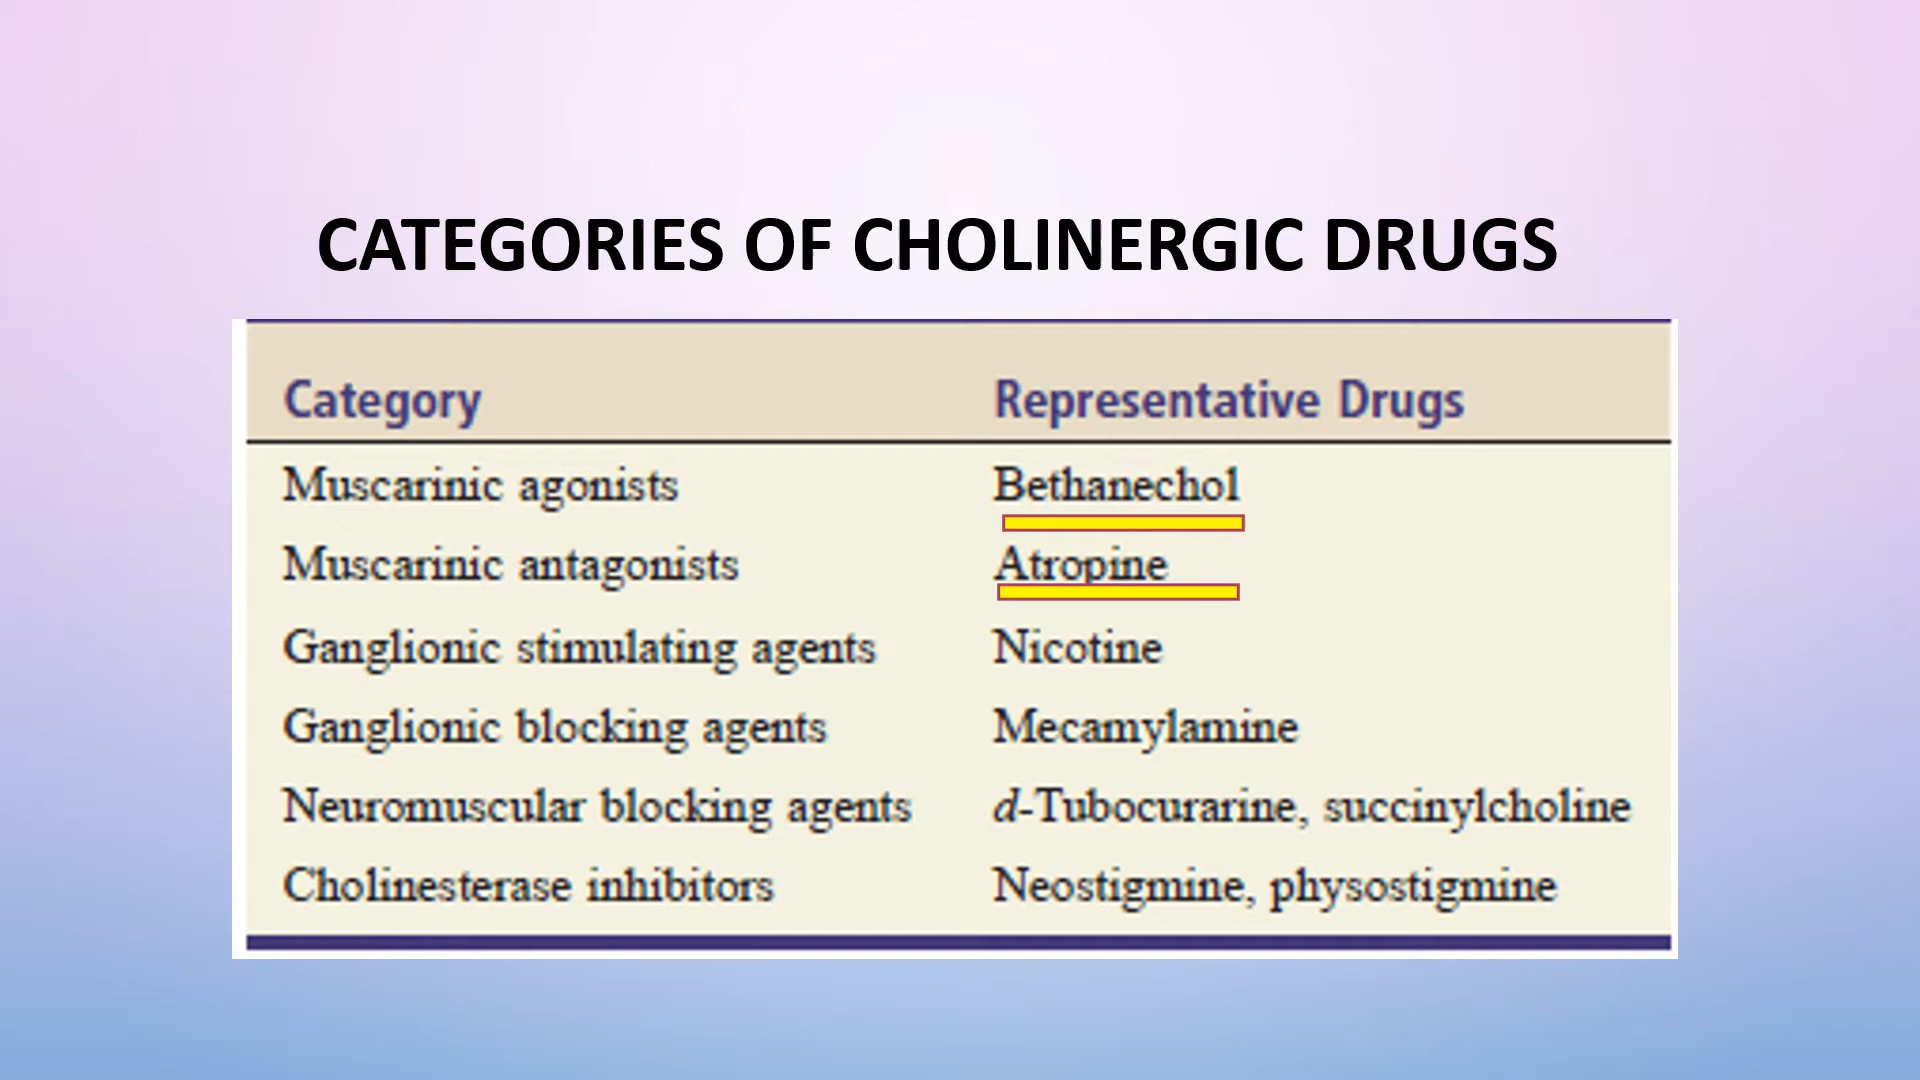 CATEGORIES OF CHOLINERGIC DRUGS
Category Representative Drugs
Muscarinic agonists Bethanechol
Muscarinic antagonists Atropine
Ganglionic stimulating agents Nicotine
Ganglionic blocking agents Mecamylamine
Neuromuscular blocking agents d-Tubocurarine, succinylcholine
Cholinesterase inhibitors Neostigmine, physostigmine